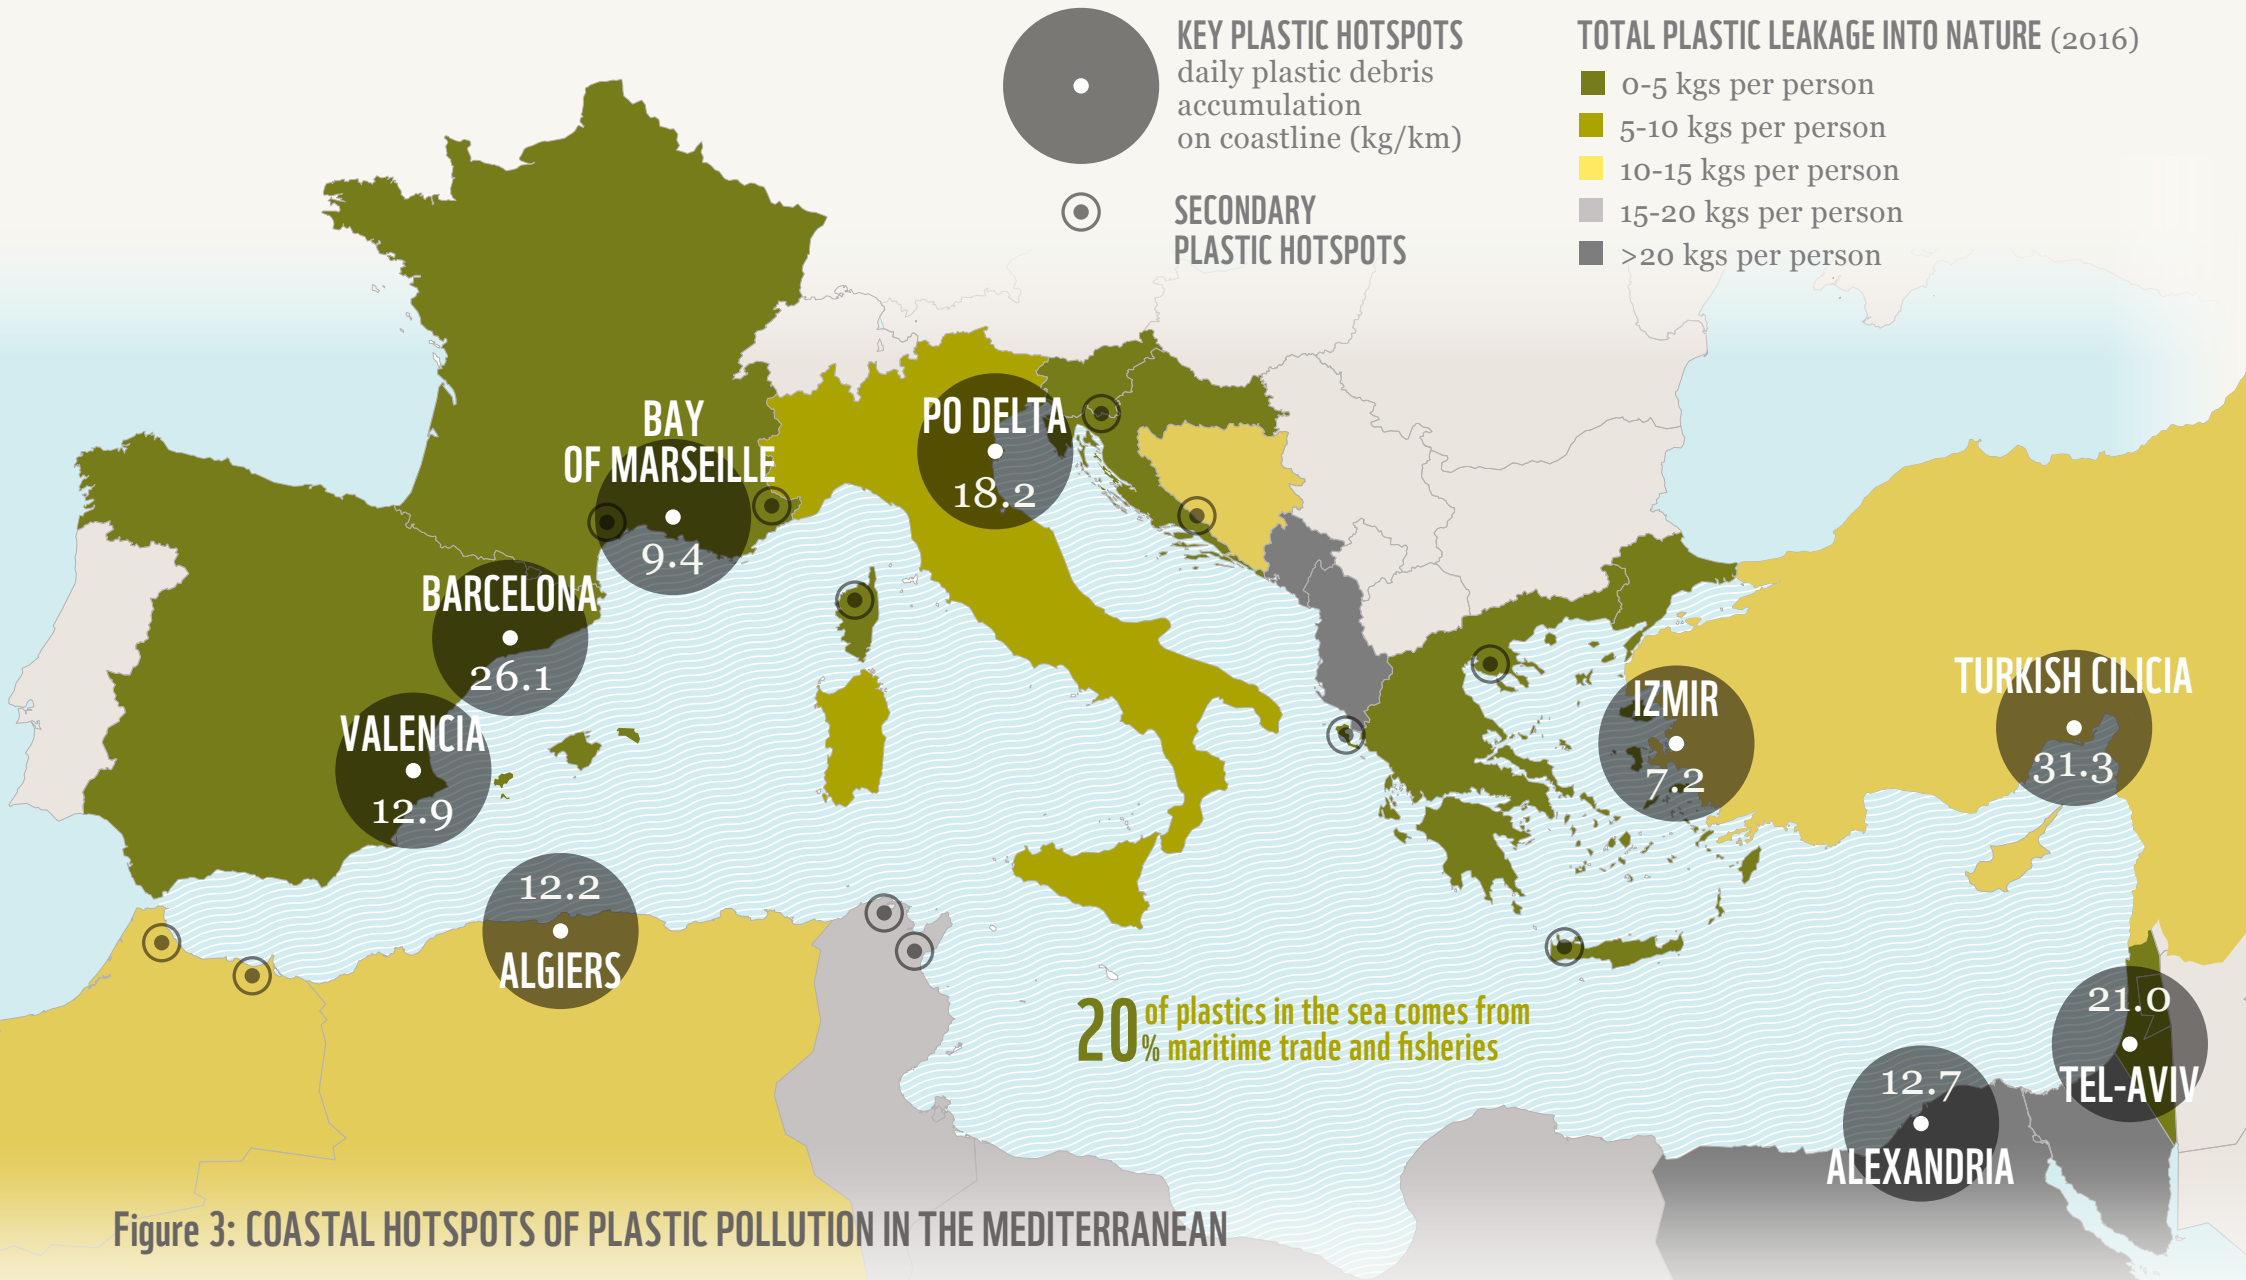 KEY PLASTIC HOTSPOTS
daily plastic debris
accumulation
on coastline (kg/km)
SECONDARY
PLASTIC HOTSPOTS
TOTAL PLASTIC LEAKAGE INTO NATURE (2016)
0-5 kgs per person
5-10 kgs per person
10-15 kgs per person
15-20 kgs per person
>20 kgs per person
BAY
OF MARSEILLE
9.4
PO DELTA
18.2
BARCELONA
26.1
VALENCIA
12.9
IZMIR
7.2
TURKISH CILICIA
31.3
12.2
ALGIERS
21.0
TEL-AVIV
12.7
ALEXANDRIA
20% of plastics in the sea comes from
maritime trade and fisheries
Figure 3: COASTAL HOTSPOTS OF PLASTIC POLLUTION IN THE MEDITERRANEAN